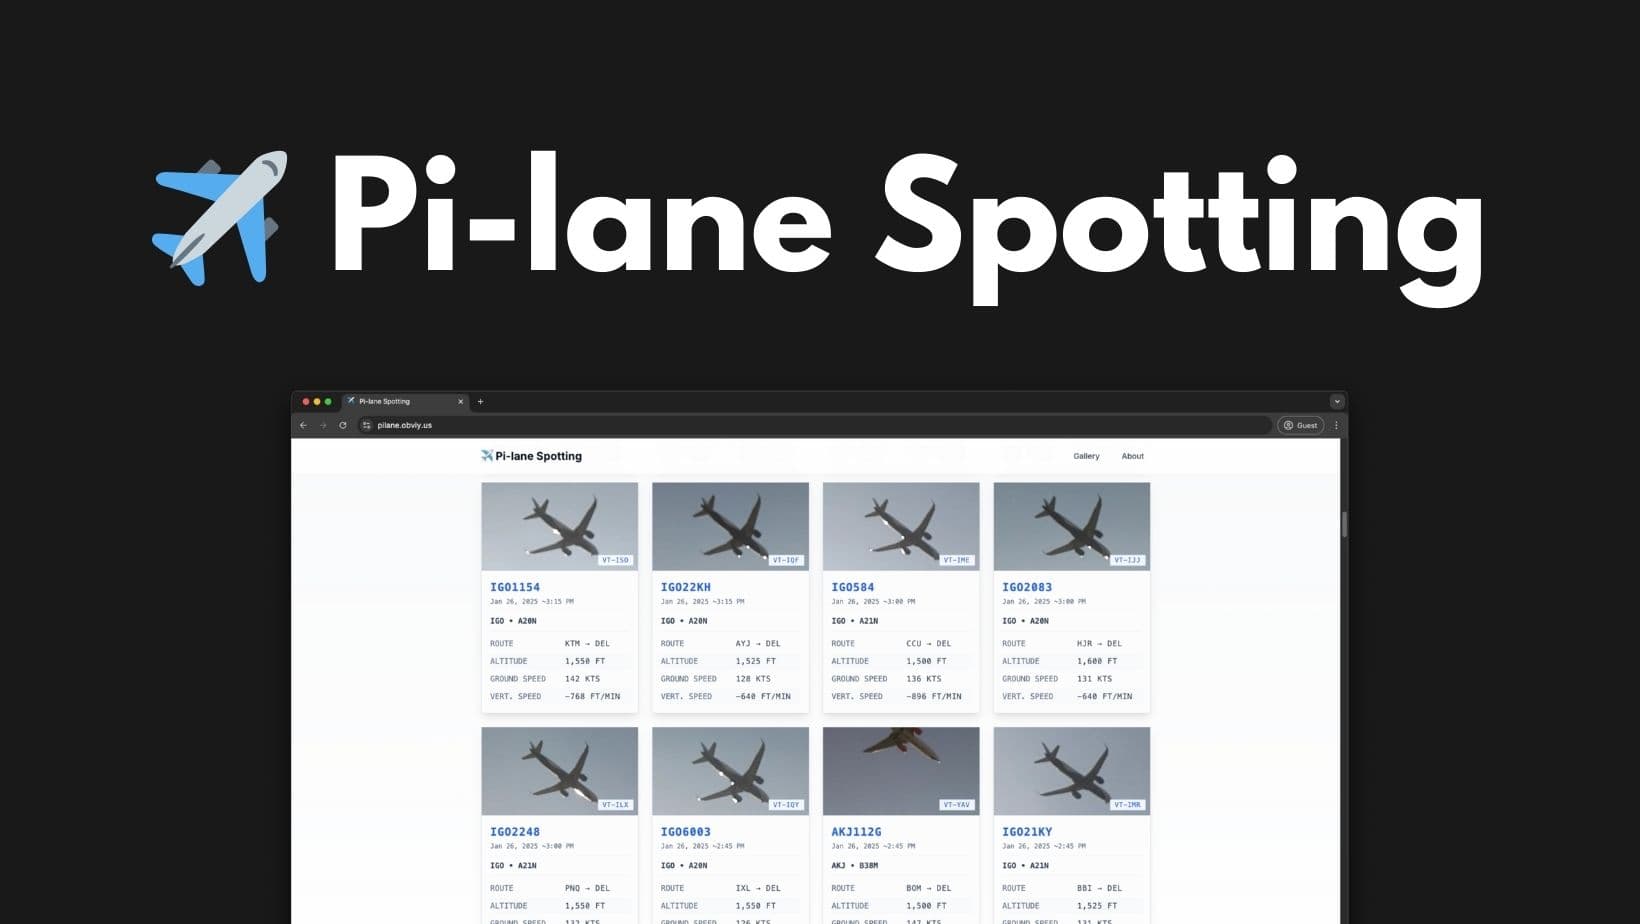 Pi-lane Spotting
Pi-lane Spotting
pilane.obviy.us
Guest
Pi-lane Spotting
Gallery
About
VT-ISO
VT-IQF
VT-IME
VT-IJJ
IGO1154
IGO22KH
IGO584
IGO2083
Jan 26, 2025 ~3:15 PM
Jan 26, 2025 ~3:15 PM
Jan 26, 2025 ~3:00 PM
Jan 26, 2025 ~3:00 PM
IGO • A20N
IGO • A20N
IGO • A21N
IGO • A20N
ROUTE KTM → DEL
ROUTE AYJ → DEL
ROUTE CCU → DEL
ROUTE HJR → DEL
ALTITUDE 1,550 FT
ALTITUDE 1,525 FT
ALTITUDE 1,500 FT
ALTITUDE 1,600 FT
GROUND SPEED 142 KTS
GROUND SPEED 128 KTS
GROUND SPEED 136 KTS
GROUND SPEED 131 KTS
VERT. SPEED -768 FT/MIN
VERT. SPEED -640 FT/MIN
VERT. SPEED -896 FT/MIN
VERT. SPEED -640 FT/MIN
VT-ILX
VT-IQY
VT-YAV
VT-IMR
IGO2248
IGO6003
AKJ112G
IGO21KY
Jan 26, 2025 ~3:00 PM
Jan 26, 2025 ~2:45 PM
Jan 26, 2025 ~2:45 PM
Jan 26, 2025 ~2:45 PM
IGO • A21N
IGO • A20N
AKJ • B38M
IGO • A21N
ROUTE PNQ → DEL
ROUTE IXL → DEL
ROUTE BOM → DEL
ROUTE BBI → DEL
ALTITUDE 1,550 FT
ALTITUDE 1,550 FT
ALTITUDE 1,500 FT
ALTITUDE 1,525 FT
GROUND SPEED 132 KTS
GROUND SPEED 126 KTS
GROUND SPEED 147 KTS
GROUND SPEED 131 KTS